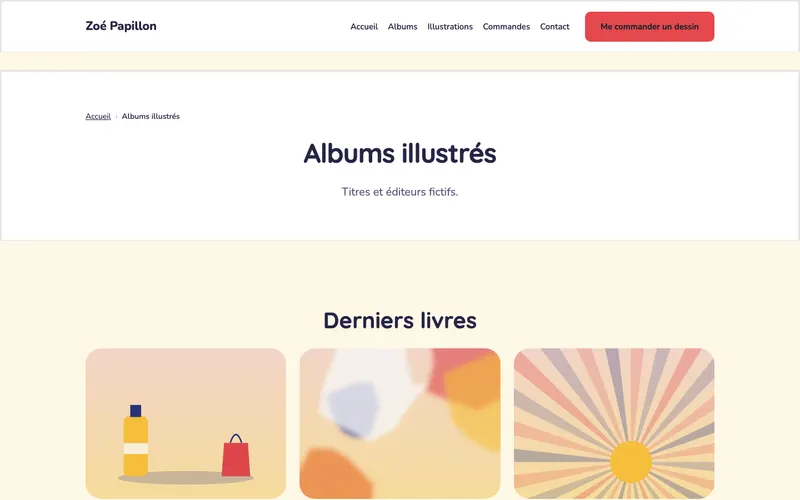 Zoé Papillon
Accueil Albums Illustrations Commandes Contact Me commander un dessin
Accueil · Albums illustrés
Albums illustrés
Titres et éditeurs fictifs.
Derniers livres